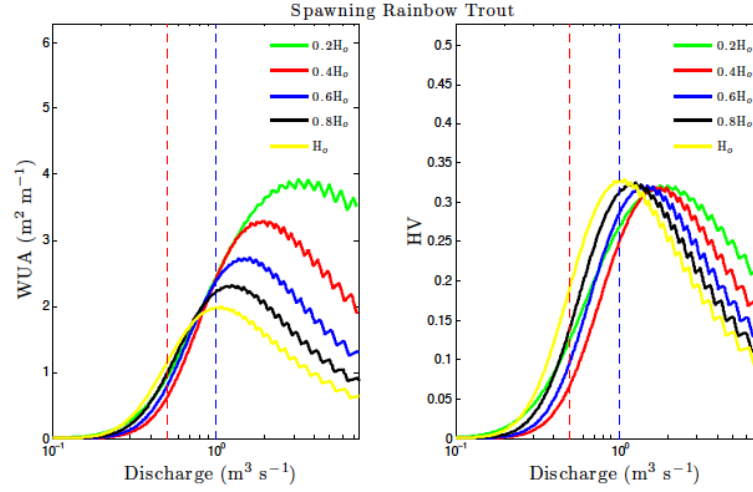 Spawning Rainbow Trout
6
5
4
3
2
1
0
WUA (m² m⁻¹)
0.2Hₒ
0.4Hₒ
0.6Hₒ
0.8Hₒ
Hₒ
10⁻¹
10⁰
Discharge (m³ s⁻¹)
0.5
0.45
0.4
0.35
0.3
0.25
0.2
0.15
0.1
0.05
0
HV
0.2Hₒ
0.4Hₒ
0.6Hₒ
0.8Hₒ
Hₒ
10⁻¹
10⁰
Discharge (m³ s⁻¹)